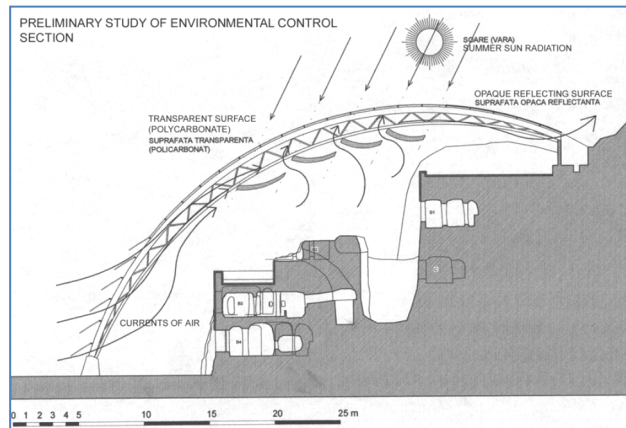 PRELIMINARY STUDY OF ENVIRONMENTAL CONTROL
SECTION
SOARE (VARA)
SUMMER SUN RADIATION
OPAQUE REFLECTING SURFACE
SUPRAFATA OPACA REFLECTANTA
TRANSPARENT SURFACE
(POLYCARBONATE)
SUPRAFATA TRANSPARENTA
(POLICARBONAT)
CURRENTS OF AIR
0 1 2 3 4 5 10 15 20 25 m